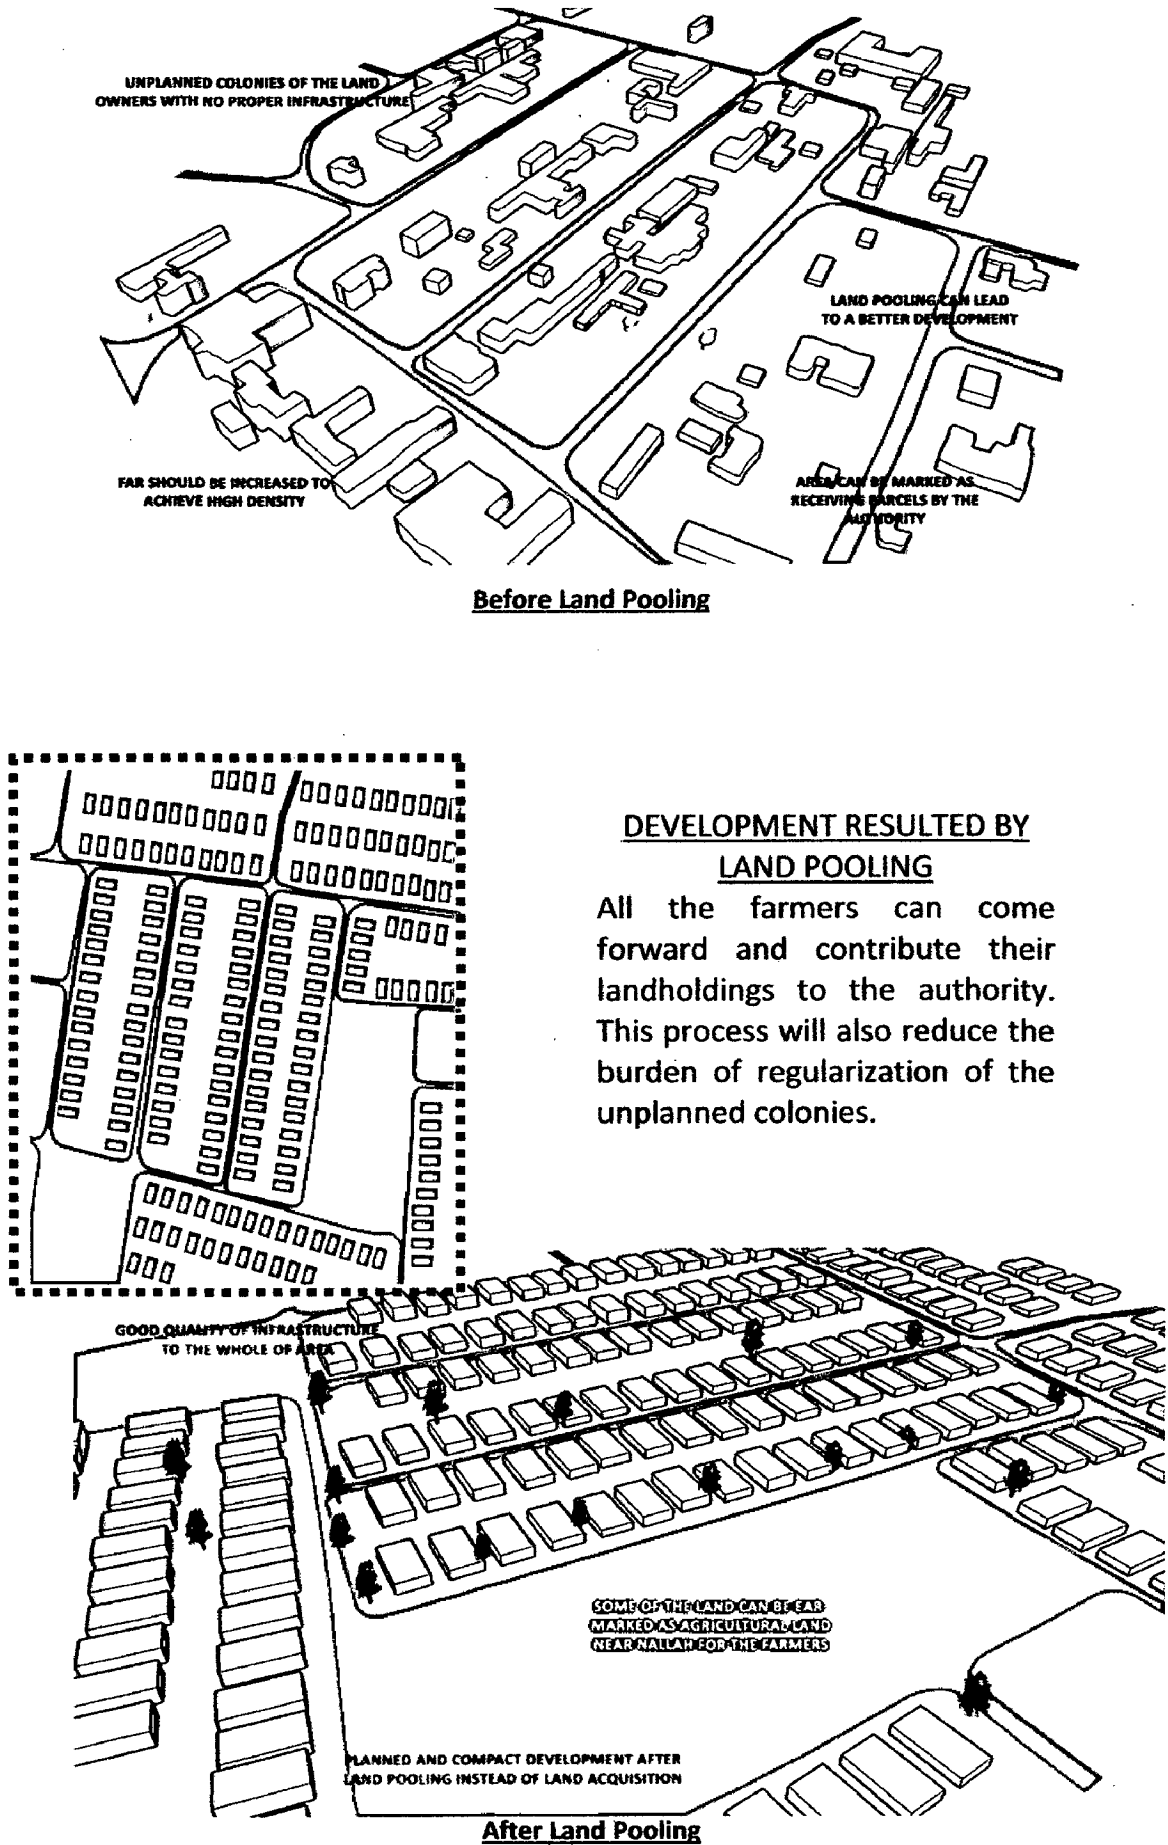 UNPLANNED COLONIES OF THE LAND
OWNERS WITH NO PROPER INFRASTRUCTURE
LAND POOLING CAN LEAD
TO A BETTER DEVELOPMENT
FAR SHOULD BE INCREASED TO
ACHIEVE HIGH DENSITY
AREA CAN BE MARKED AS
RECEIVING PARCELS BY THE
AUTHORITY
Before Land Pooling
DEVELOPMENT RESULTED BY
LAND POOLING
All the farmers can come
forward and contribute their
landholdings to the authority.
This process will also reduce the
burden of regularization of the
unplanned colonies.
GOOD QUALITY OF INFRASTRUCTURE
TO THE WHOLE OF AREA
SOME OF THE LAND CAN BE EAR
MARKED AS AGRICULTURAL LAND
NEAR NALLAH FOR THE FARMERS
PLANNED AND COMPACT DEVELOPMENT AFTER
LAND POOLING INSTEAD OF LAND ACQUISITION
After Land Pooling